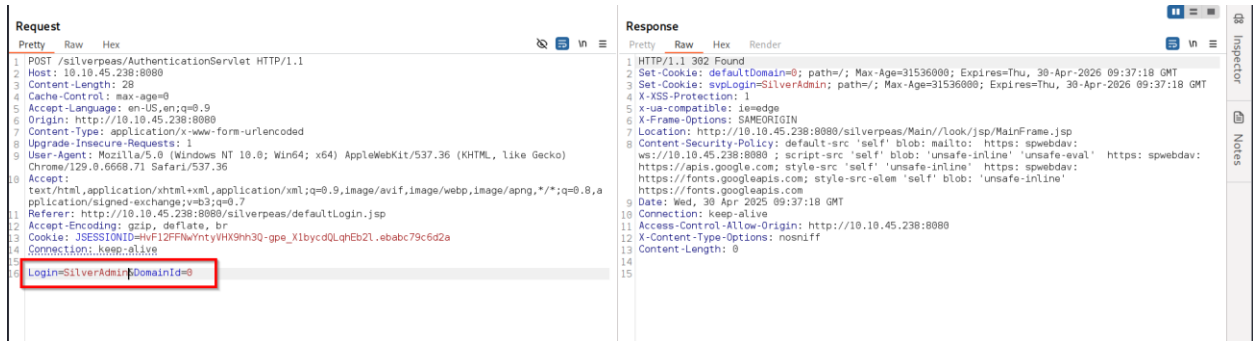 Request
Pretty Raw Hex
\n
1 POST /silverpeas/AuthenticationServlet HTTP/1.1
2 Host: 10.10.45.238:8080
3 Content-Length: 28
4 Cache-Control: max-age=0
5 Accept-Language: en-US,en;q=0.9
6 Origin: http://10.10.45.238:8080
7 Content-Type: application/x-www-form-urlencoded
8 Upgrade-Insecure-Requests: 1
9 User-Agent: Mozilla/5.0 (Windows NT 10.0; Win64; x64) AppleWebKit/537.36 (KHTML, like Gecko)
Chrome/129.0.6668.71 Safari/537.36
10 Accept:
text/html,application/xhtml+xml,application/xml;q=0.9,image/avif,image/webp,image/apng,*/*;q=0.8,a
pplication/signed-exchange;v=b3;q=0.7
11 Referer: http://10.10.45.238:8080/silverpeas/defaultLogin.jsp
12 Accept-Encoding: gzip, deflate, br
13 Cookie: JSESSIONID=HvF12FFNwYntyVHX9hh3Q-gpe_X1bycdQLqhEb2l.ebabc79c6d2a
14 Connection: keep-alive
15
16 Login=SilverAdmin&DomainId=0
Response
Pretty Raw Hex Render
\n
1 HTTP/1.1 302 Found
2 Set-Cookie: defaultDomain=0; path=/; Max-Age=31536000; Expires=Thu, 30-Apr-2026 09:37:18 GMT
3 Set-Cookie: svpLogin=SilverAdmin; path=/; Max-Age=31536000; Expires=Thu, 30-Apr-2026 09:37:18 GMT
4 X-XSS-Protection: 1
5 x-ua-compatible: ie=edge
6 X-Frame-Options: SAMEORIGIN
7 Location: http://10.10.45.238:8080/silverpeas/Main//look/jsp/MainFrame.jsp
8 Content-Security-Policy: default-src 'self' blob: mailto: https: spwebdav:
ws://10.10.45.238:8080 ; script-src 'self' blob: 'unsafe-inline' 'unsafe-eval' https: spwebdav:
https://apis.google.com; style-src 'self' 'unsafe-inline' https: spwebdav:
https://fonts.googleapis.com; style-src-elem 'self' blob: 'unsafe-inline'
https://fonts.googleapis.com
9 Date: Wed, 30 Apr 2025 09:37:18 GMT
10 Connection: keep-alive
11 Access-Control-Allow-Origin: http://10.10.45.238:8080
12 X-Content-Type-Options: nosniff
13 Content-Length: 0
14
15
Inspector
Notes